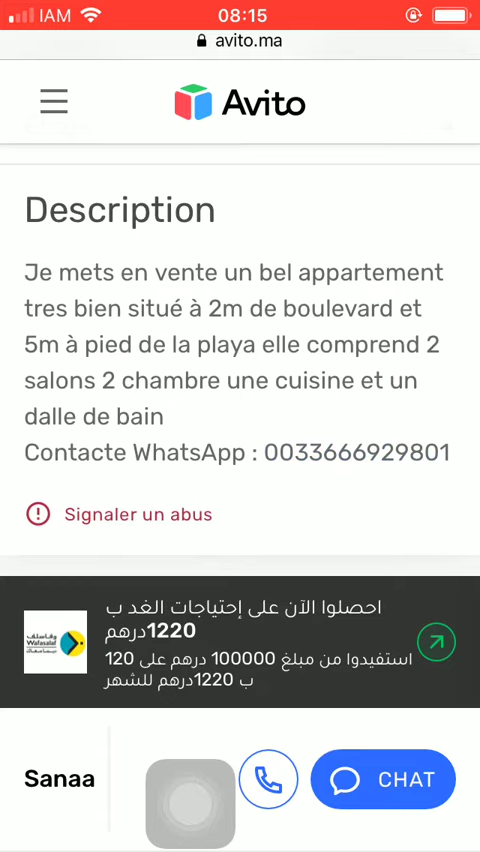 IAM 08:15
avito.ma
Avito
Description
Je mets en vente un bel appartement
tres bien situé à 2m de boulevard et
5m à pied de la playa elle comprend 2
salons 2 chambre une cuisine et un
dalle de bain
Contacte WhatsApp : 0033666929801
Signaler un abus
احصلوا الآن على إحتياجات الغد ب
1220درهم
استفيدوا من مبلغ 100000 درهم على 120
ب 1220درهم للشهر
وفاسلف
Wafasalaf
Sanaa
CHAT